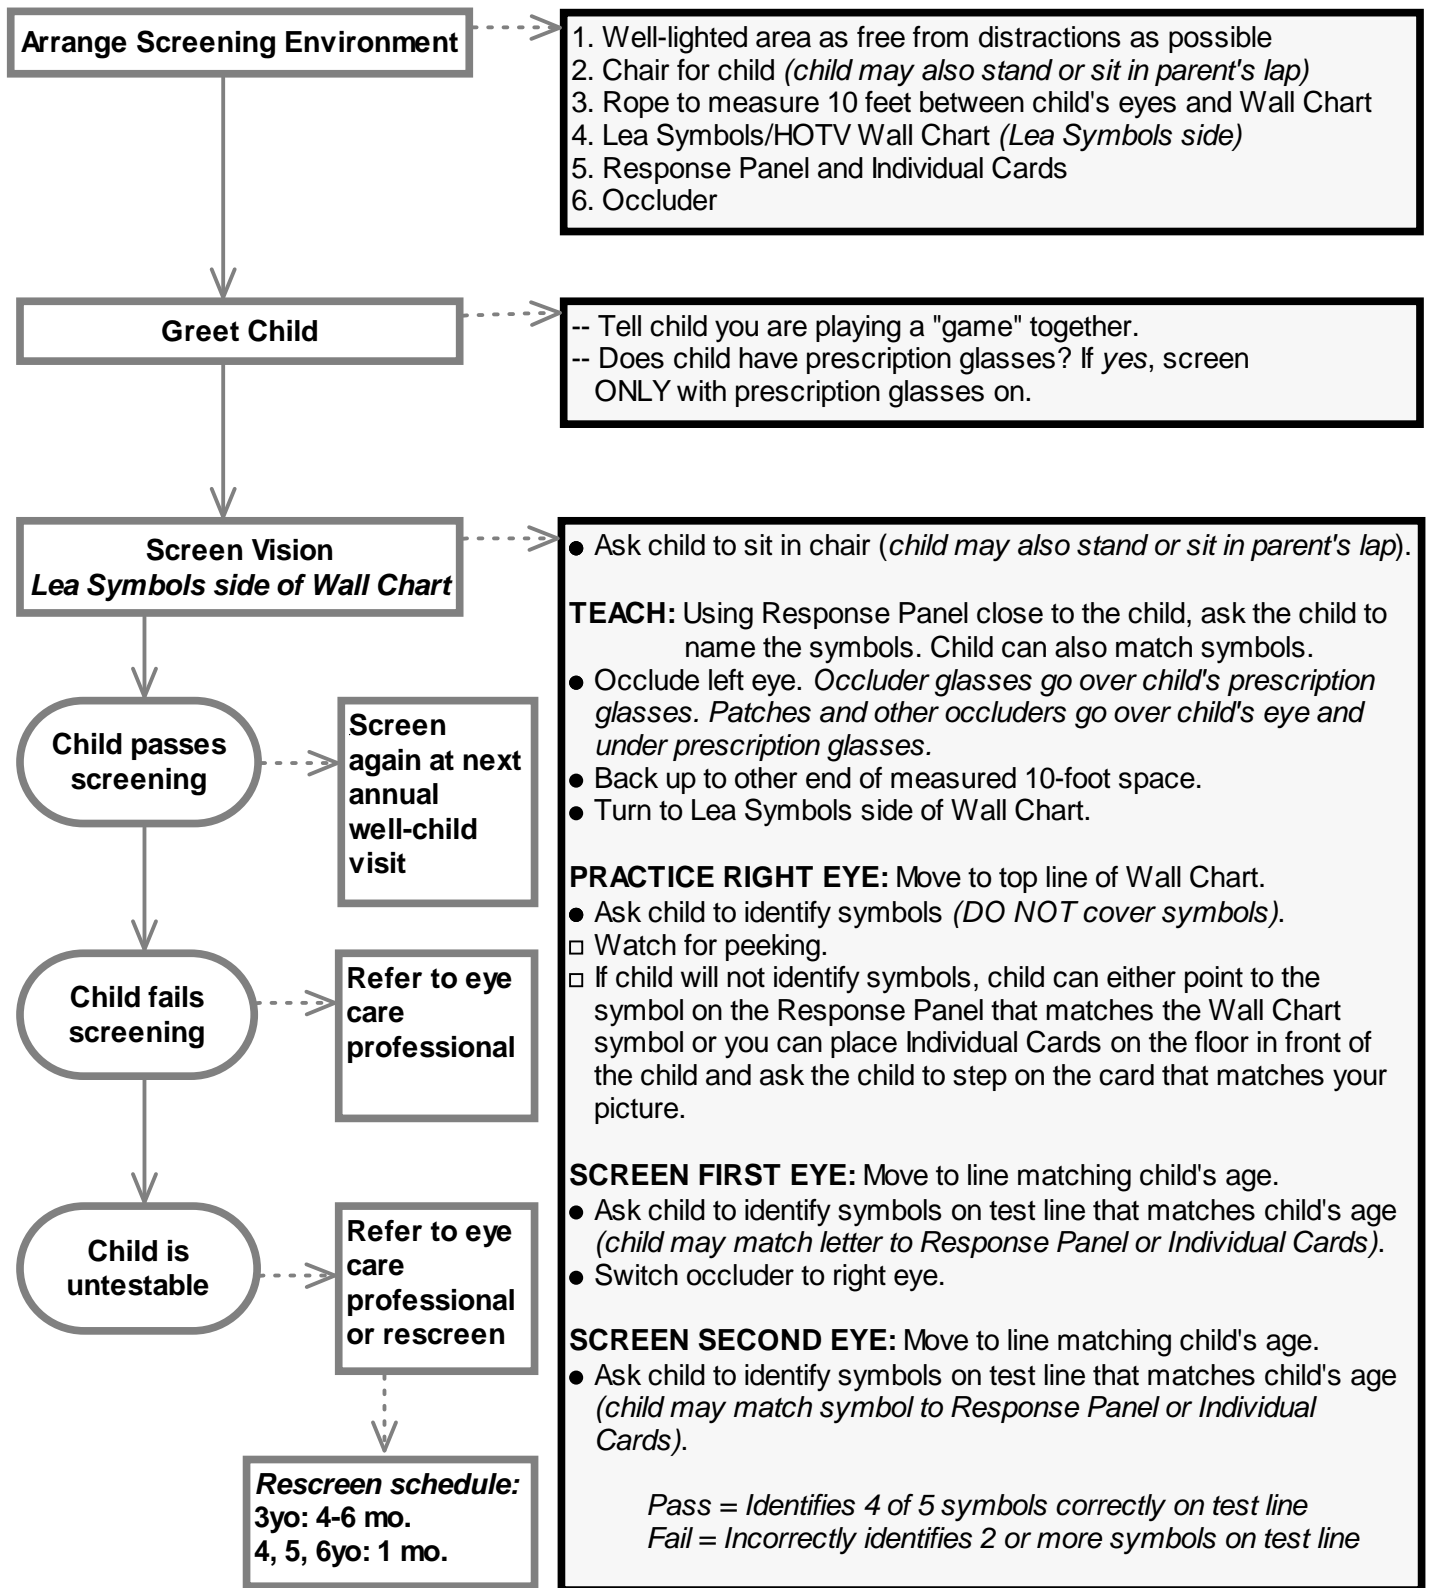 Arrange Screening Environment
1. Well-lighted area as free from distractions as possible
2. Chair for child (child may also stand or sit in parent's lap)
3. Rope to measure 10 feet between child's eyes and Wall Chart
4. Lea Symbols/HOTV Wall Chart (Lea Symbols side)
5. Response Panel and Individual Cards
6. Occluder
Greet Child
-- Tell child you are playing a "game" together.
-- Does child have prescription glasses? If yes, screen
ONLY with prescription glasses on.
Screen Vision
Lea Symbols side of Wall Chart
Child passes
screening
Screen
again at next
annual
well-child
visit
Child fails
screening
Refer to eye
care
professional
Child is
untestable
Refer to eye
care
professional
or rescreen
Rescreen schedule:
3yo: 4-6 mo.
4, 5, 6yo: 1 mo.
● Ask child to sit in chair (child may also stand or sit in parent's lap).
TEACH: Using Response Panel close to the child, ask the child to
name the symbols. Child can also match symbols.
● Occlude left eye. Occluder glasses go over child's prescription
glasses. Patches and other occluders go over child's eye and
under prescription glasses.
● Back up to other end of measured 10-foot space.
● Turn to Lea Symbols side of Wall Chart.
PRACTICE RIGHT EYE: Move to top line of Wall Chart.
● Ask child to identify symbols (DO NOT cover symbols).
□ Watch for peeking.
□ If child will not identify symbols, child can either point to the
symbol on the Response Panel that matches the Wall Chart
symbol or you can place Individual Cards on the floor in front of
the child and ask the child to step on the card that matches your
picture.
SCREEN FIRST EYE: Move to line matching child's age.
● Ask child to identify symbols on test line that matches child's age
(child may match letter to Response Panel or Individual Cards).
● Switch occluder to right eye.
SCREEN SECOND EYE: Move to line matching child's age.
● Ask child to identify symbols on test line that matches child's age
(child may match symbol to Response Panel or Individual
Cards).
Pass = Identifies 4 of 5 symbols correctly on test line
Fail = Incorrectly identifies 2 or more symbols on test line